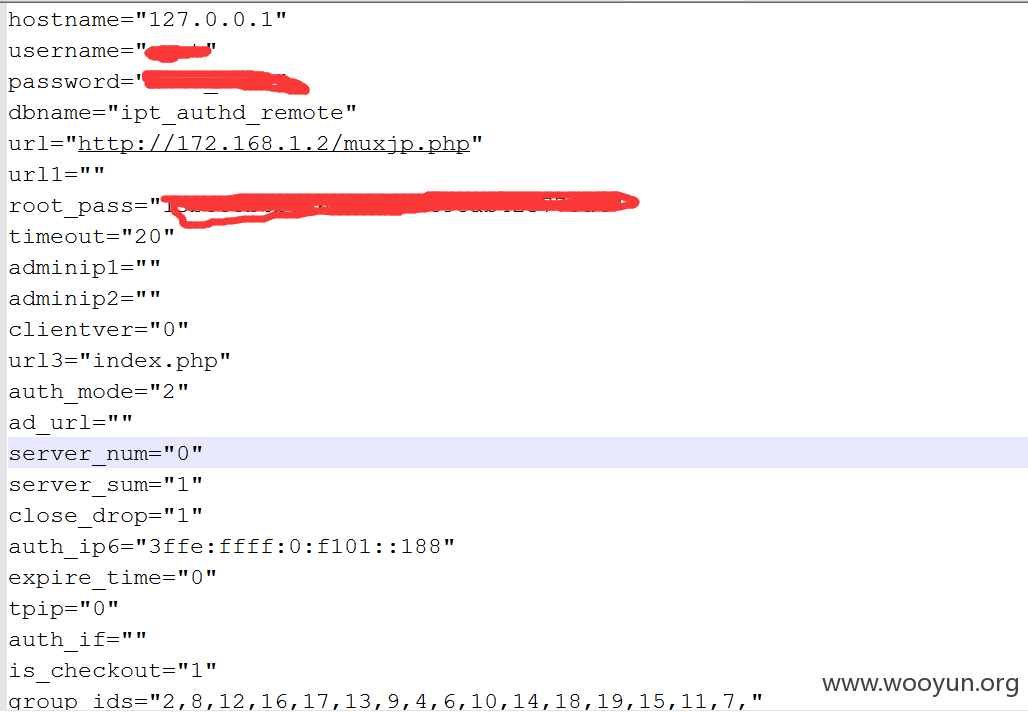 hostname="127.0.0.1"
username=""
password="
dbname="ipt_authd_remote"
url="http://172.168.1.2/muxjp.php"
url1=""
root_pass="
timeout="20"
adminip1=""
adminip2=""
clientver="0"
url3="index.php"
auth_mode="2"
ad_url=""
server_num="0"
server_sum="1"
close_drop="1"
auth_ip6="3ffe:ffff:0:f101::188"
expire_time="0"
tpip="0"
auth_if=""
is_checkout="1"
group_ids="2,8,12,16,17,13,9,4,6,10,14,18,19,15,11,7,"
www.wooyun.org